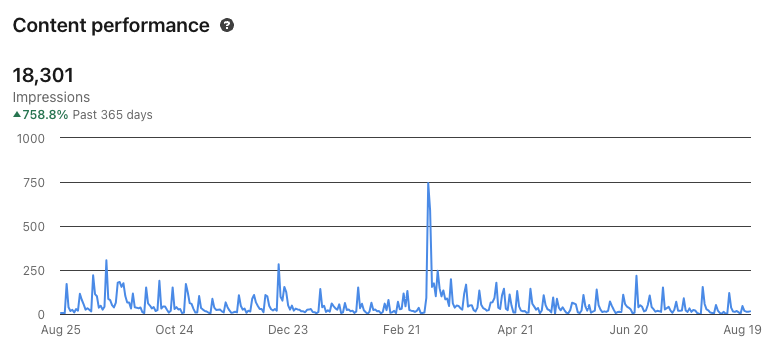 Content performance ?
18,301
Impressions
▲758.8% Past 365 days
1000
750
500
250
0
Aug 25 Oct 24 Dec 23 Feb 21 Apr 21 Jun 20 Aug 19